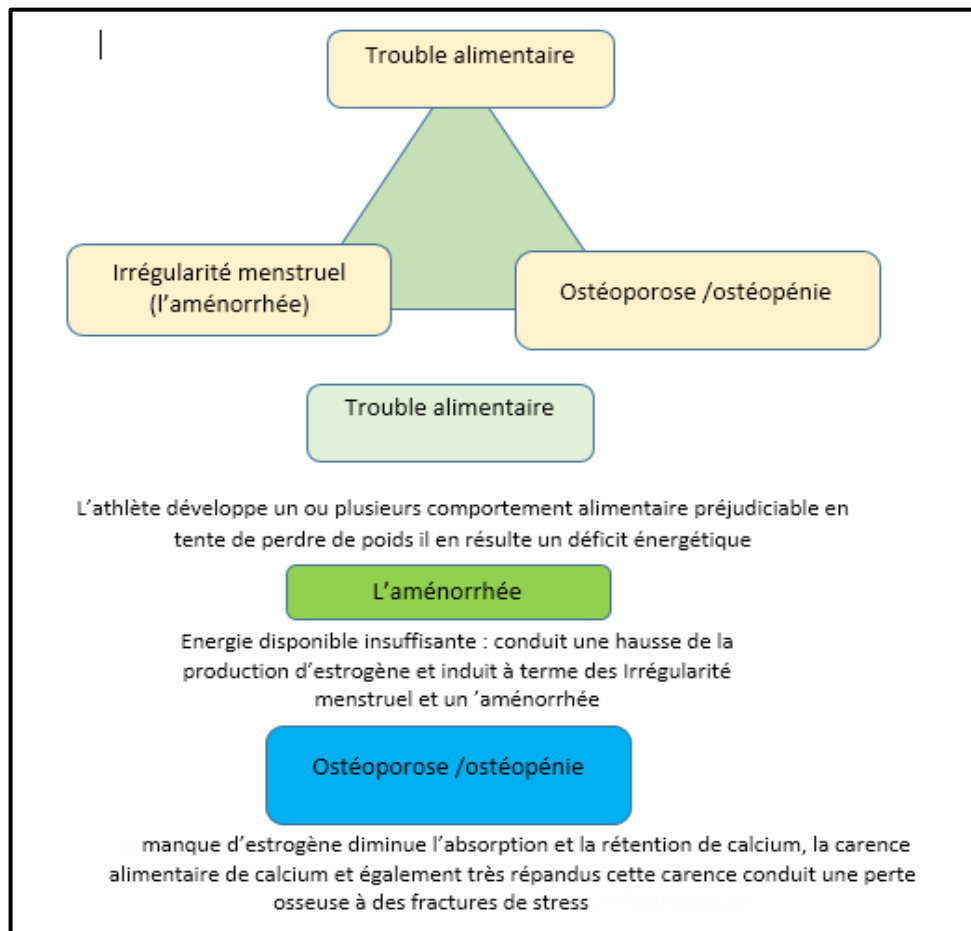 Trouble alimentaire
Irrégularité menstruel
(l’aménorrhée)
Ostéoporose /ostéopénie
Trouble alimentaire
L’athlète développe un ou plusieurs comportement alimentaire préjudiciable en
tente de perdre de poids il en résulte un déficit énergétique
L’aménorrhée
Energie disponible insuffisante : conduit une hausse de la
production d’estrogène et induit à terme des Irrégularité
menstruel et un ’aménorrhée
Ostéoporose /ostéopénie
manque d’estrogène diminue l’absorption et la rétention de calcium, la carence
alimentaire de calcium et également très répandus cette carence conduit une perte
osseuse à des fractures de stress